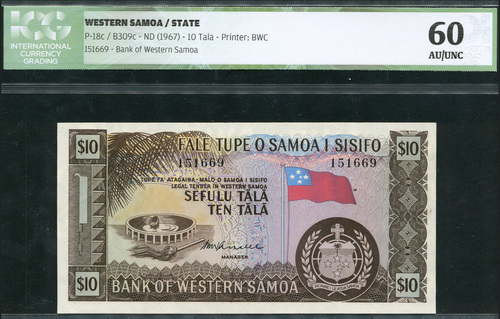 ICG
INTERNATIONAL
CURRENCY
GRADING
WESTERN SAMOA / STATE
P-18c / B309c - ND (1967) - 10 Tala - Printer: BWC
151669 - Bank of Western Samoa
60
AU/UNC
$10
FALE TUPE O SAMOA I SISIFO
$10
151669
151669
TUPE FA'ATAGAINA - MALO O SAMOA I SISIFO
LEGAL TENDER IN WESTERN SAMOA
SEFULU TĀLĀ
TEN TĀLĀ
MANAGER
$10
BANK OF WESTERN SAMOA
$10